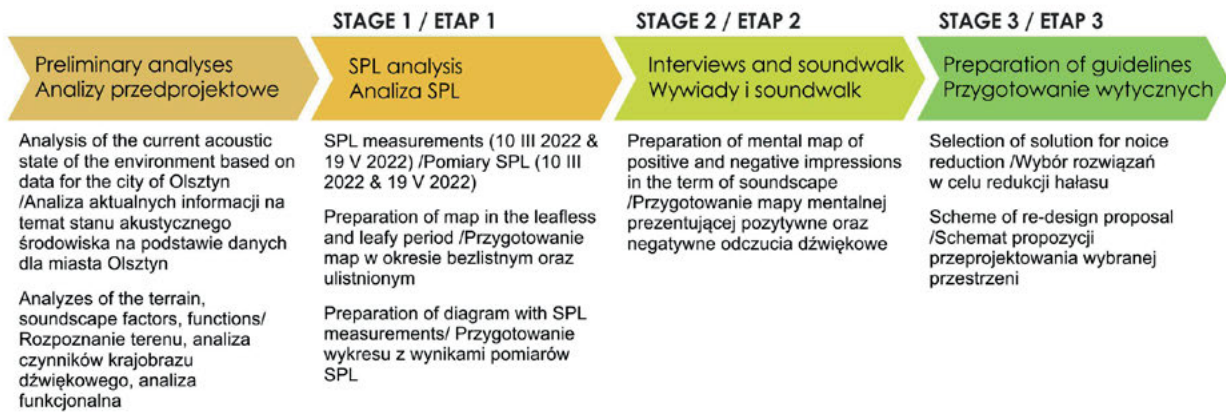 STAGE 1 / ETAP 1
STAGE 2 / ETAP 2
STAGE 3 / ETAP 3
Preliminary analyses
Analizy przedprojektowe
SPL analysis
Analiza SPL
Interviews and soundwalk
Wywiady i soundwalk
Preparation of guidelines
Przygotowanie wytycznych
Analysis of the current acoustic
state of the environment based on
data for the city of Olsztyn
/Analiza aktualnych informacji na
temat stanu akustycznego
środowiska na podstawie danych
dla miasta Olsztyn
Analyzes of the terrain,
soundscape factors, functions/
Rozpoznanie terenu, analiza
czynników krajobrazu
dźwiękowego, analiza
funkcjonalna
SPL measurements (10 III 2022 &
19 V 2022) /Pomiary SPL (10 III
2022 & 19 V 2022)
Preparation of map in the leafless
and leafy period /Przygotowanie
map w okresie bezlistnym oraz
ulistnionym
Preparation of diagram with SPL
measurements/ Przygotowanie
wykresu z wynikami pomiarów
SPL
Preparation of mental map of
positive and negative impressions
in the term of soundscape
/Przygotowanie mapy mentalnej
prezentującej pozytywne oraz
negatywne odczucia dźwiękowe
Selection of solution for noice
reduction /Wybór rozwiązań
w celu redukcji hałasu
Scheme of re-design proposal
/Schemat propozycji
przeprojektowania wybranej
przestrzeni